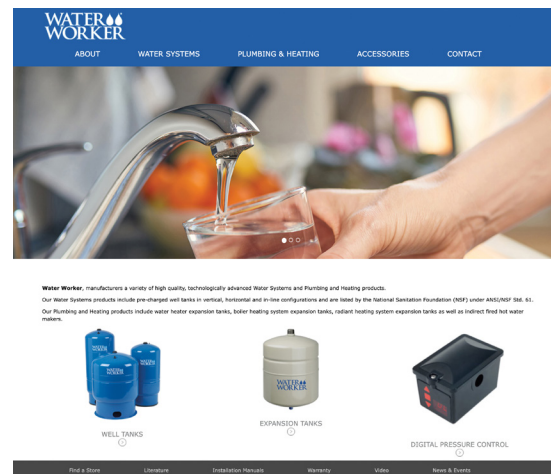 WATER
WORKER
ABOUT WATER SYSTEMS PLUMBING & HEATING ACCESSORIES CONTACT
Water Worker, manufacturers a variety of high quality, technologically advanced Water Systems and Plumbing and Heating products.
Our Water Systems products include pre-charged well tanks in vertical, horizontal and in-line configurations and are listed by the National Sanitation Foundation (NSF) under ANSI/NSF Std. 61.
Our Plumbing and Heating products include water heater expansion tanks, boiler heating system expansion tanks, radiant heating system expansion tanks as well as indirect fired hot water
makers.
WATER
WORKER
WATER
WORKER
WELL TANKS
EXPANSION TANKS
DIGITAL PRESSURE CONTROL
Find a Store Literature Installation Manuals Warranty Video News & Events